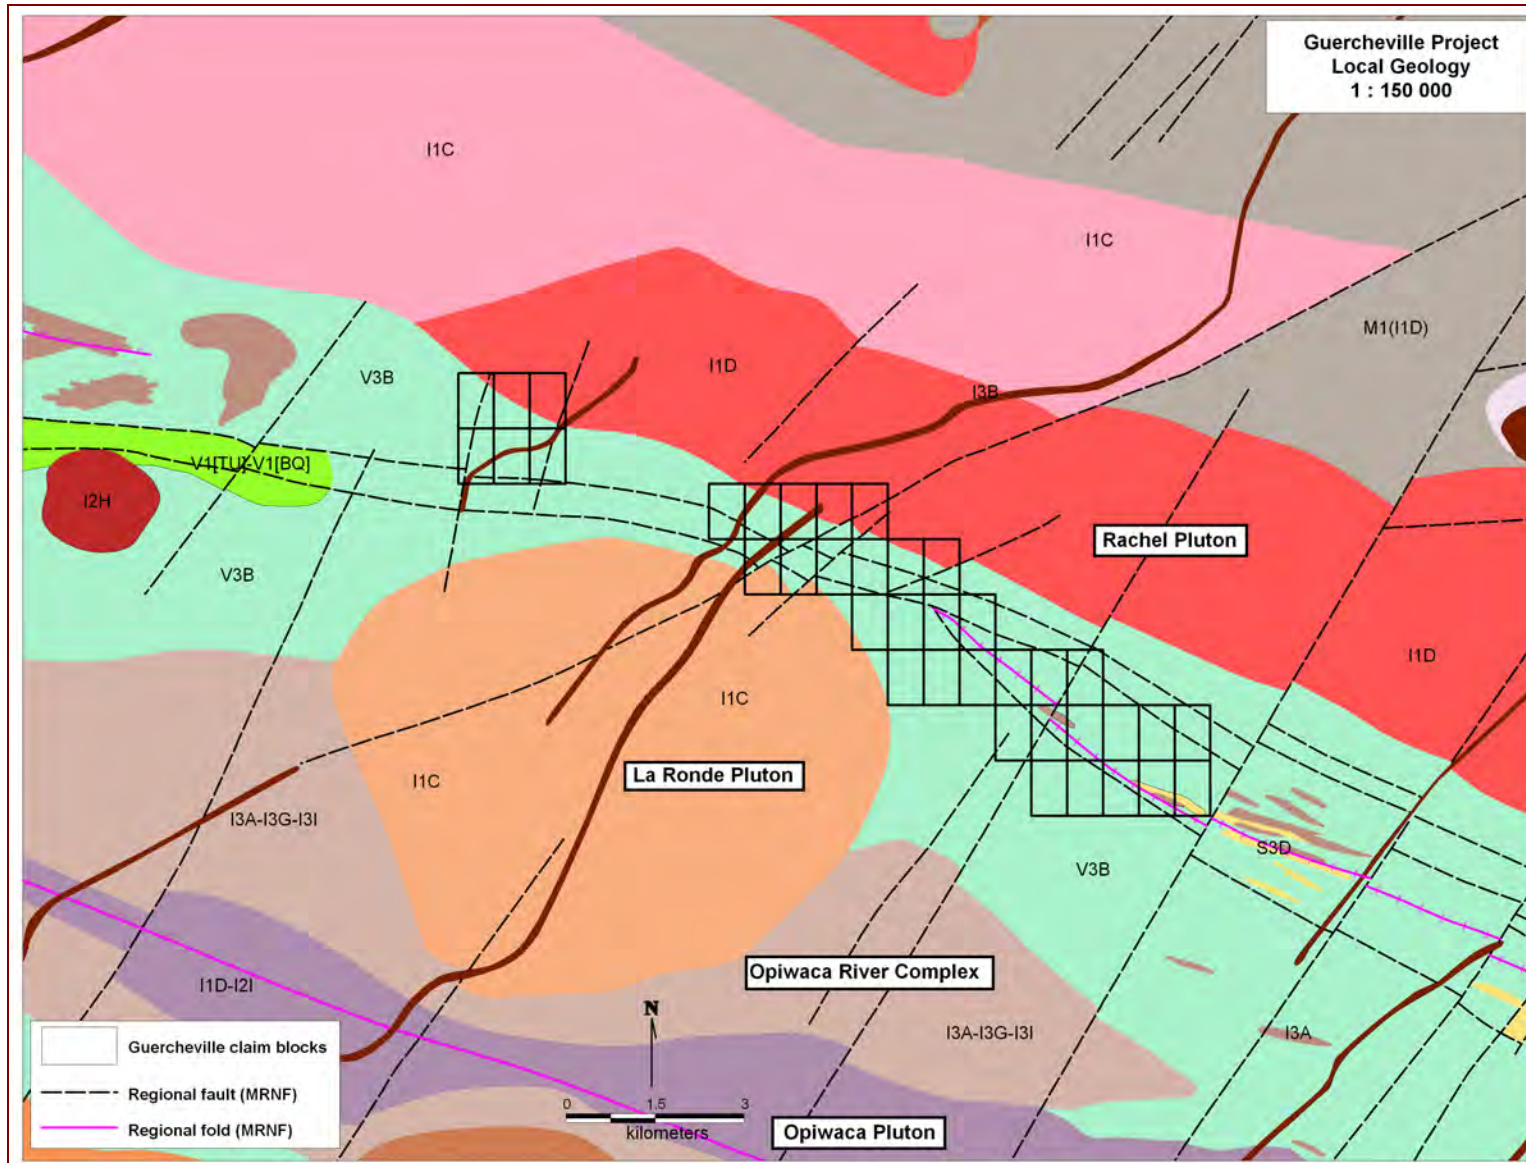 Guercheville Project
Local Geology
1 : 150 000
I1C
I1C
M1(I1D)
I1D
V3B
I3B
V1[TU]-V1[BQ]
I2H
Rachel Pluton
V3B
I1D
I1C
La Ronde Pluton
I1C
I3A-I3G-I3I
S3D
V3B
Opiwaca River Complex
I1D-I2I
N
I3A-I3G-I3I
I3A
Guercheville claim blocks
Regional fault (MRNF)
Regional fold (MRNF)
0 1.5 3
kilometers
Opiwaca Pluton